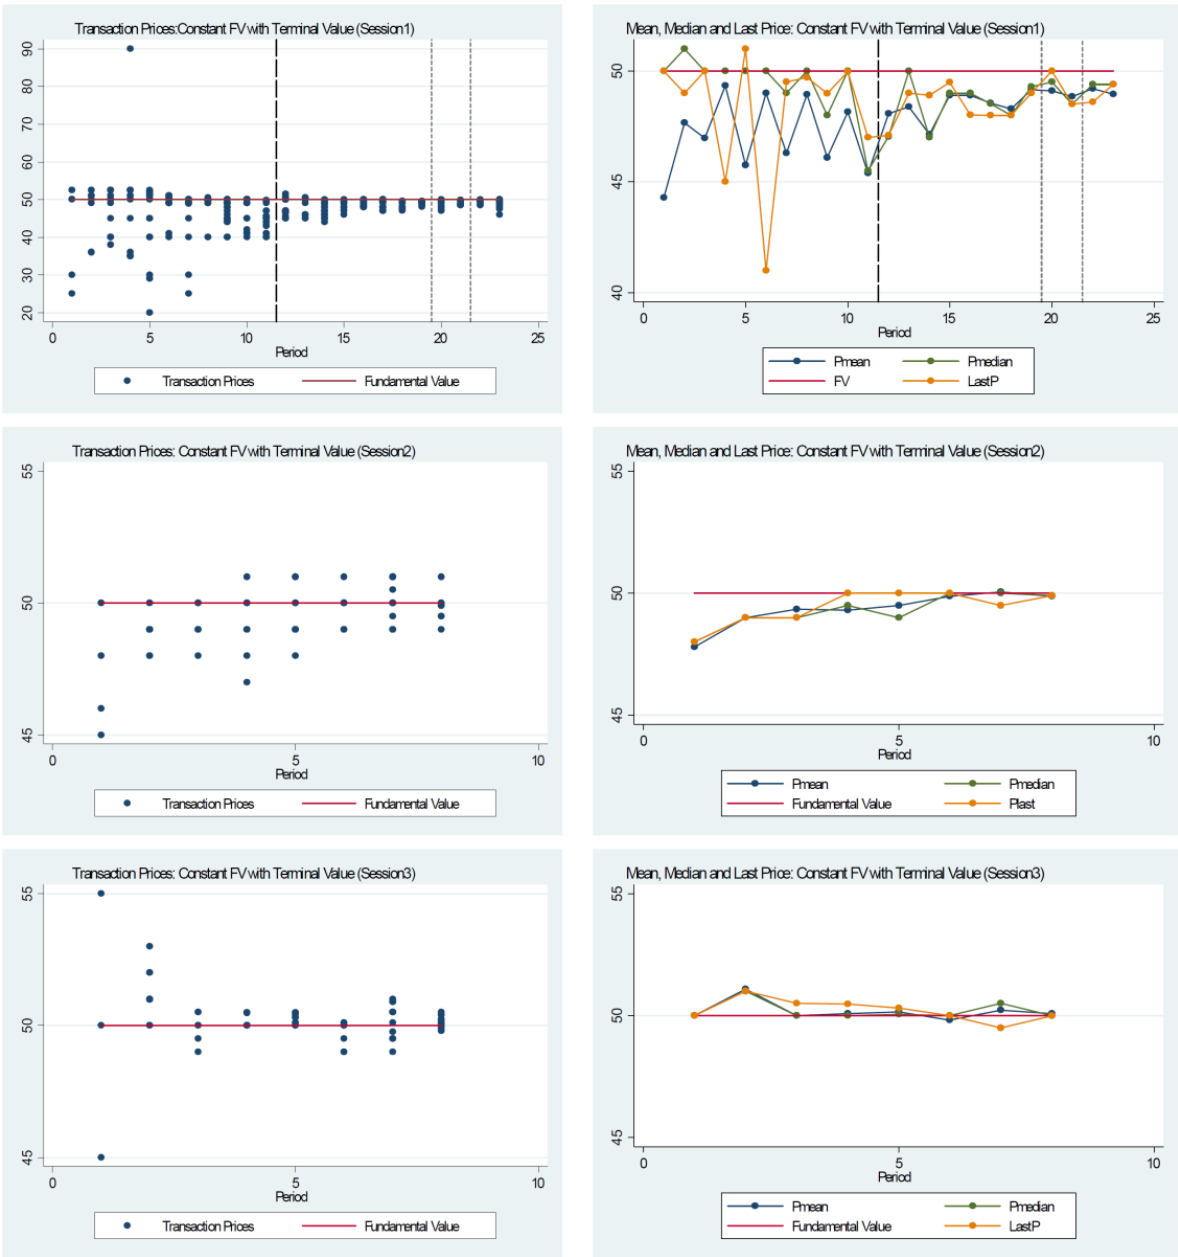 Transaction Prices:Constant FV with Terminal Value (Session1)
90
80
70
60
50
40
30
20
0 5 10 15 20 25
Period
Transaction Prices Fundamental Value
Mean, Median and Last Price: Constant FV with Terminal Value (Session1)
50
45
40
0 5 10 15 20 25
Period
Pmean Pmedian
FV LastP
Transaction Prices: Constant FV with Terminal Value (Session2)
55
50
45
0 5 10
Period
Transaction Prices Fundamental Value
Mean, Median and Last Price: Constant FV with Terminal Value (Session2)
55
50
45
0 5 10
Period
Pmean Pmedian
Fundamental Value Plast
Transaction Prices: Constant FV with Terminal Value (Session3)
55
50
45
0 5 10
Period
Transaction Prices Fundamental Value
Mean, Median and Last Price: Constant FV with Terminal Value (Session3)
55
50
45
0 5 10
Period
Pmean Pmedian
Fundamental Value LastP